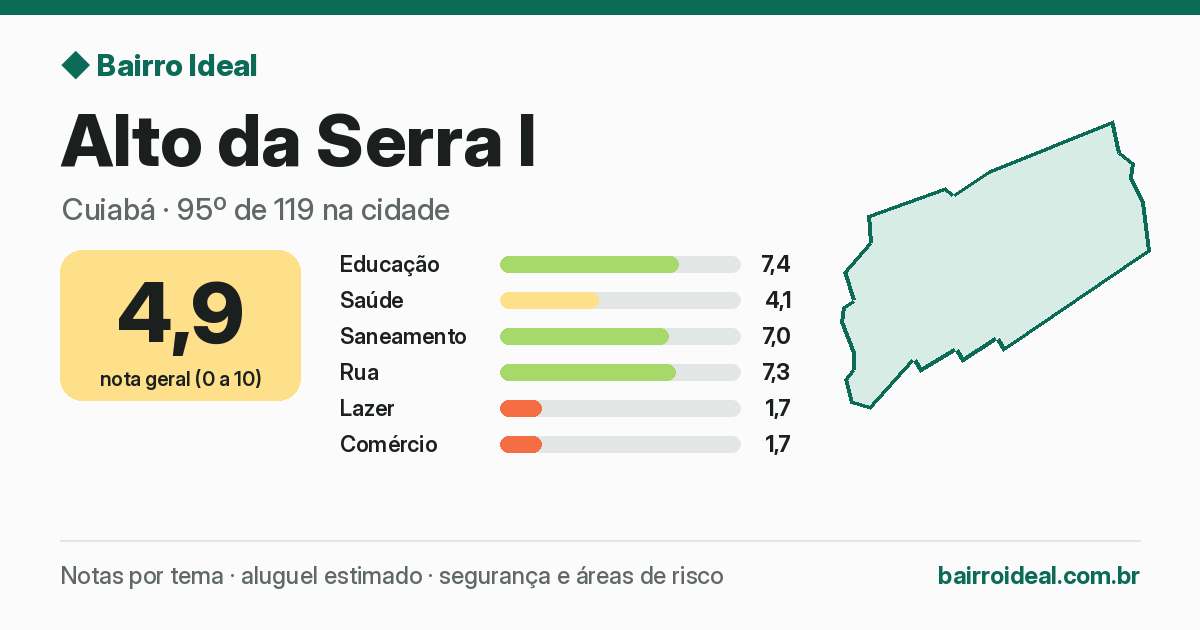 Bairro Ideal
Alto da Serra I
Cuiabá · 95º de 119 na cidade
4,9
nota geral (0 a 10)
Educação 7,4
Saúde 4,1
Saneamento 7,0
Rua 7,3
Lazer 1,7
Comércio 1,7
Notas por tema · aluguel estimado · segurança e áreas de risco
bairroideal.com.br